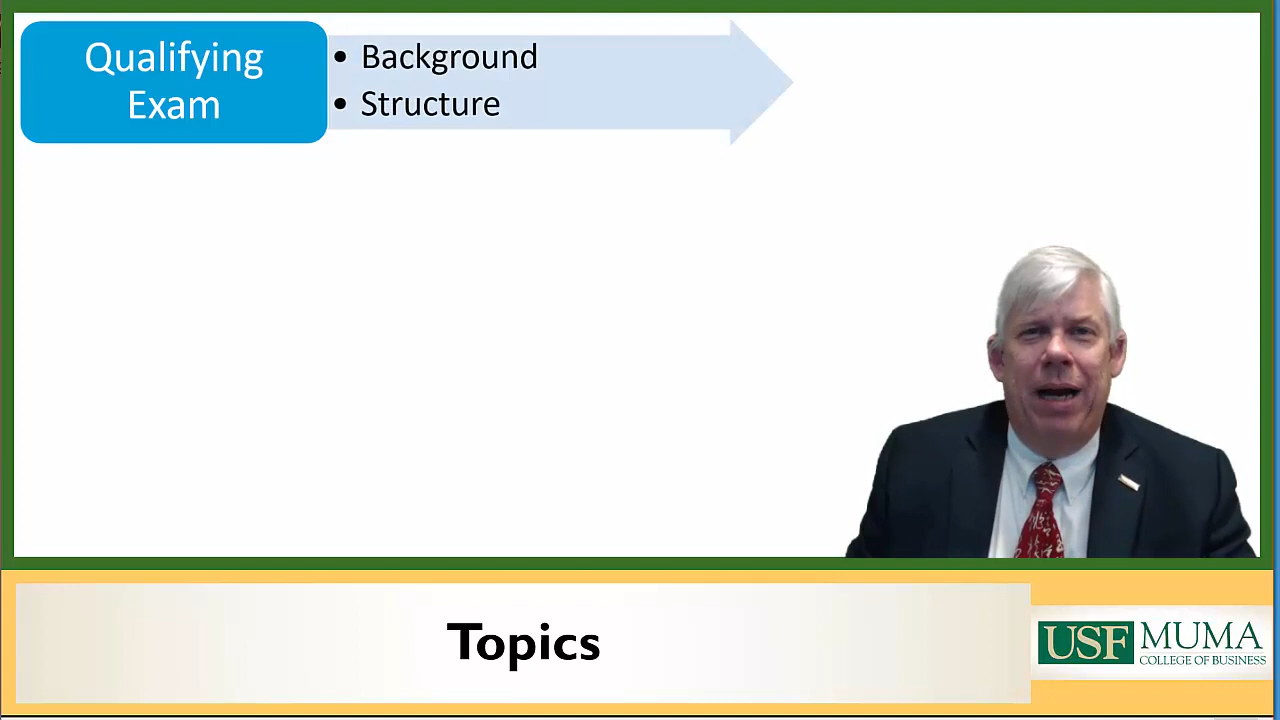 Qualifying
Exam
• Background
• Structure
Topics
USF MUMA
COLLEGE OF BUSINESS